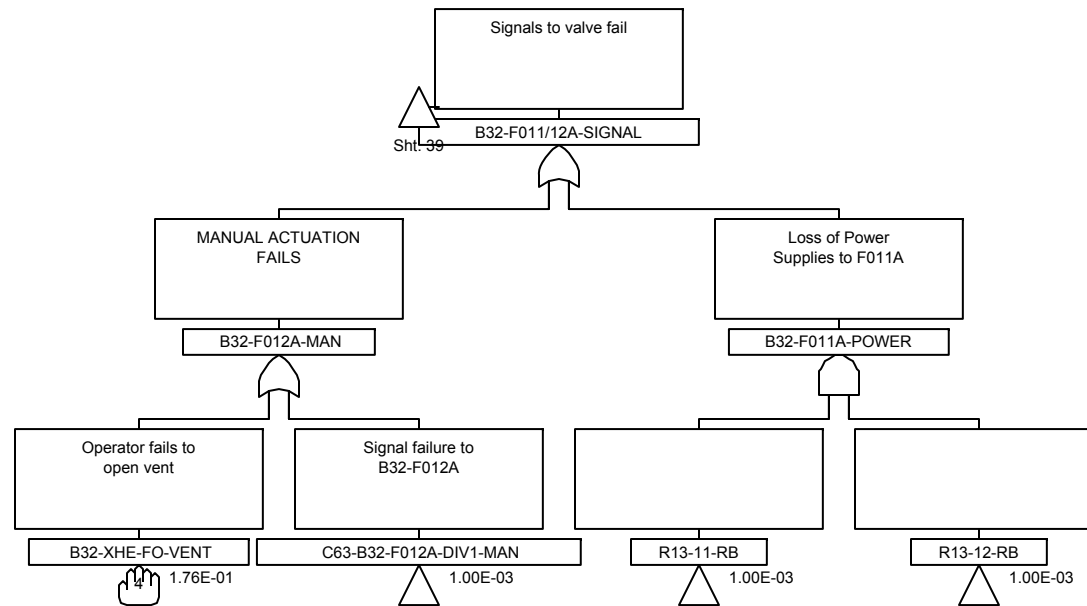 Signals to valve fail
B32-F011/12A-SIGNAL
Sht: 39
MANUAL ACTUATION
FAILS
B32-F012A-MAN
Loss of Power
Supplies to F011A
B32-F011A-POWER
Operator fails to
open vent
B32-XHE-FO-VENT
4
1.76E-01
Signal failure to
B32-F012A
C63-B32-F012A-DIV1-MAN
1.00E-03
R13-11-RB
1.00E-03
R13-12-RB
1.00E-03